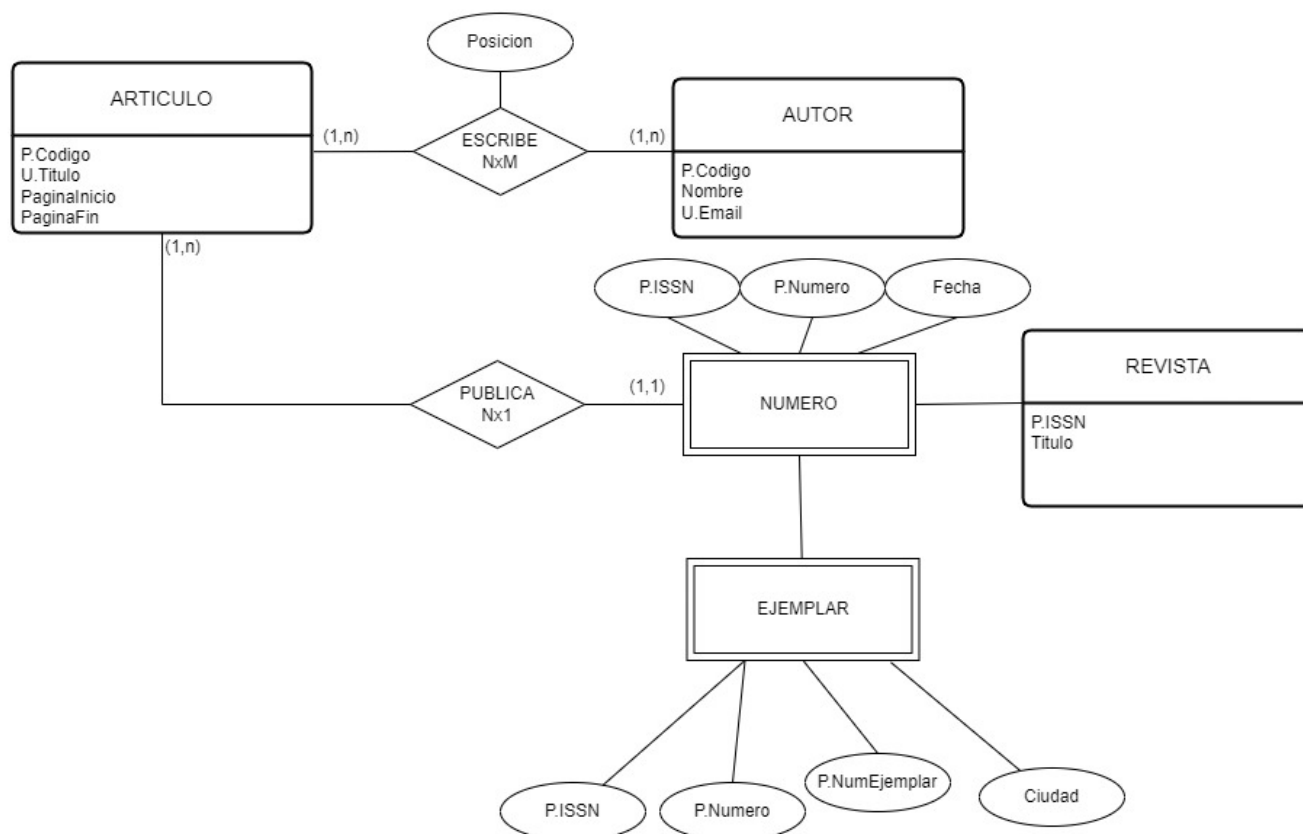 Posicion
ARTICULO
P.Codigo
U.Titulo
PaginaInicio
PaginaFin
(1,n)
ESCRIBE
NxM
(1,n)
AUTOR
P.Codigo
Nombre
U.Email
(1,n)
P.ISSN
P.Numero
Fecha
PUBLICA
Nx1
(1,1)
NUMERO
REVISTA
P.ISSN
Titulo
EJEMPLAR
P.ISSN
P.Numero
P.NumEjemplar
Ciudad